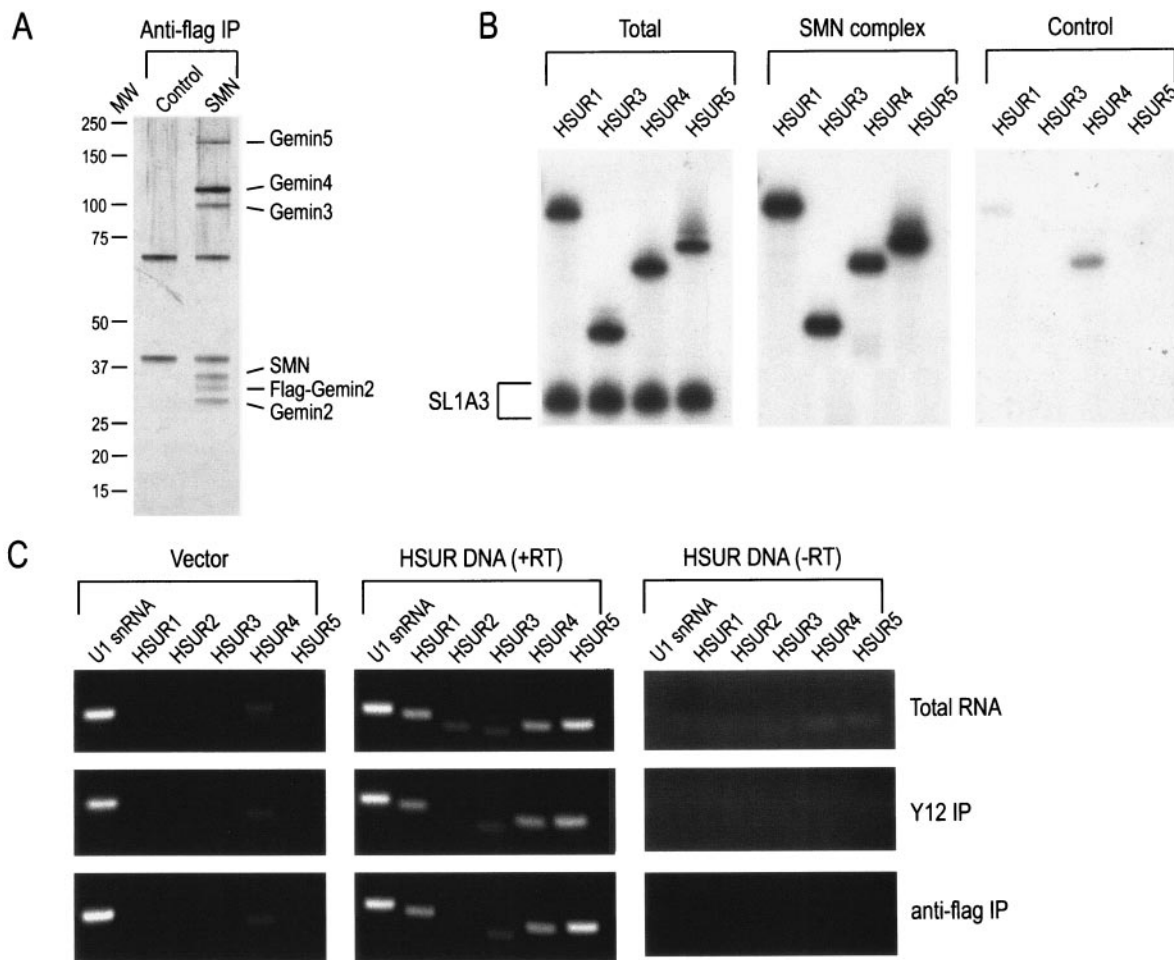 A
Anti-flag IP
MW
Control
SMN
250
150
100
75
50
37
25
20
15
Gemin5
Gemin4
Gemin3
SMN
Flag-Gemin2
Gemin2
B
Total
SMN complex
Control
HSUR1
HSUR3
HSUR4
HSUR5
HSUR1
HSUR3
HSUR4
HSUR5
HSUR1
HSUR3
HSUR4
HSUR5
SL1A3
C
Vector
HSUR DNA (+RT)
HSUR DNA (-RT)
U1 snRNA
HSUR1
HSUR2
HSUR3
HSUR4
HSUR5
U1 snRNA
HSUR1
HSUR2
HSUR3
HSUR4
HSUR5
U1 snRNA
HSUR1
HSUR2
HSUR3
HSUR4
HSUR5
Total RNA
Y12 IP
anti-flag IP